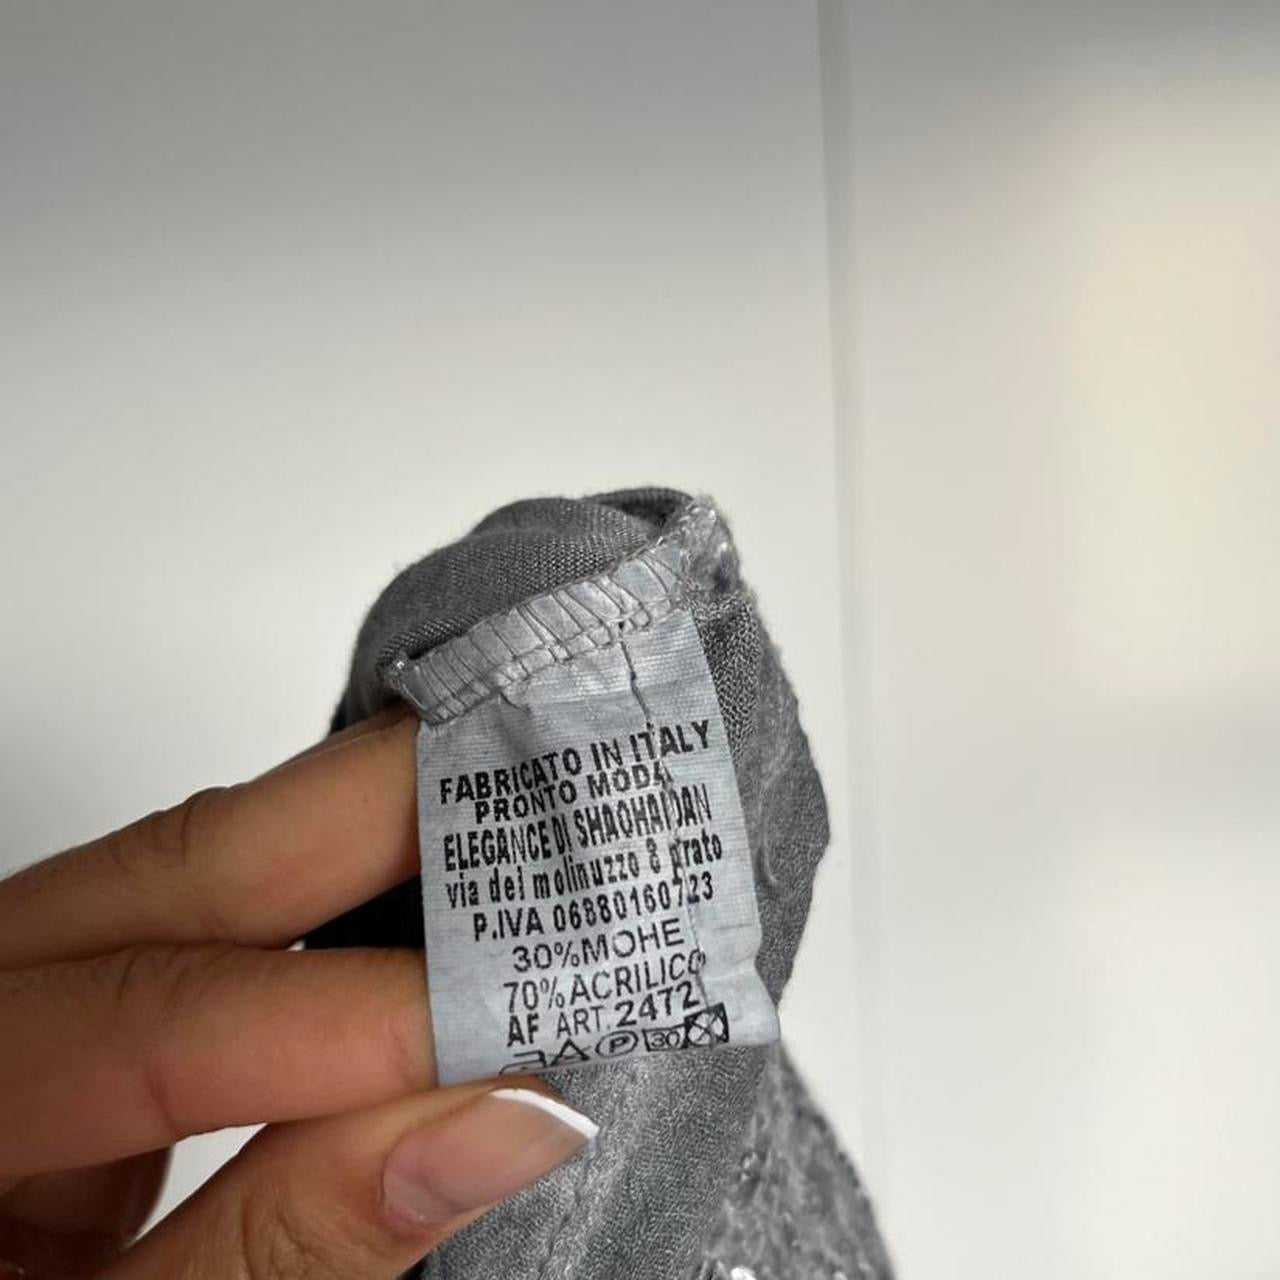 FABRICATO IN ITALY
PRONTO MODA
ELEGANCE DI SHAOHAIDAN
via del molinuzzo 8 prato
P.IVA 06880160723
30%MOHE
70%ACRILICO
AF ART.2472
P 30